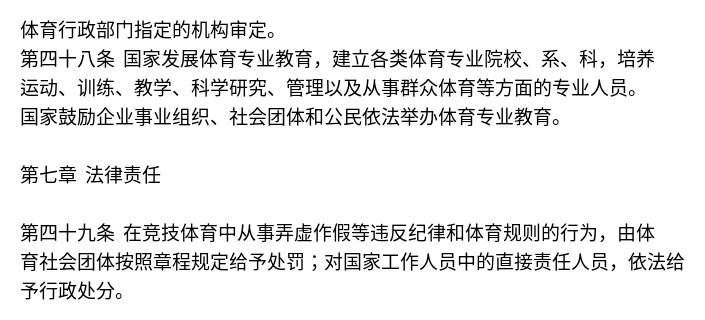 体育行政部门指定的机构审定。
第四十八条 国家发展体育专业教育，建立各类体育专业院校、系、科，培养
运动、训练、教学、科学研究、管理以及从事群众体育等方面的专业人员。
国家鼓励企业事业组织、社会团体和公民依法举办体育专业教育。
第七章 法律责任
第四十九条 在竞技体育中从事弄虚作假等违反纪律和体育规则的行为，由体
育社会团体按照章程规定给予处罚；对国家工作人员中的直接责任人员，依法给
予行政处分。